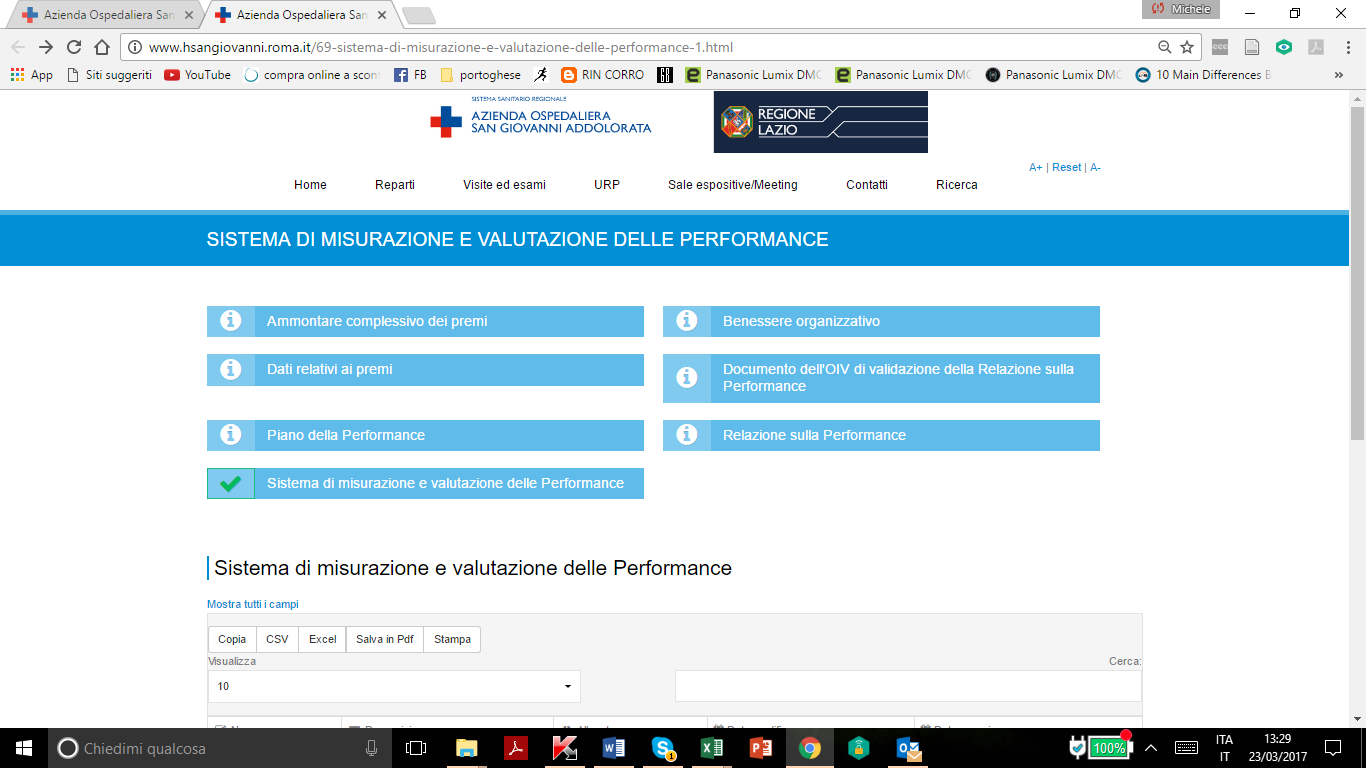 Azienda Ospedaliera San
Azienda Ospedaliera San
Michele
www.hsangiovanni.roma.it/69-sistema-di-misurazione-e-valutazione-delle-performance-1.html
App
Siti suggeriti
YouTube
compra online a scont
FB
portoghese
RIN CORRO
Panasonic Lumix DMC
Panasonic Lumix DMC
Panasonic Lumix DMC
10 Main Differences B
SISTEMA SANITARIO REGIONALE
AZIENDA OSPEDALIERA
SAN GIOVANNI ADDOLORATA
REGIONE
LAZIO
A+ | Reset | A-
Home
Reparti
Visite ed esami
URP
Sale espositive/Meeting
Contatti
Ricerca
SISTEMA DI MISURAZIONE E VALUTAZIONE DELLE PERFORMANCE
Ammontare complessivo dei premi
Benessere organizzativo
Dati relativi ai premi
Documento dell'OIV di validazione della Relazione sulla
Performance
Piano della Performance
Relazione sulla Performance
Sistema di misurazione e valutazione delle Performance
Sistema di misurazione e valutazione delle Performance
Mostra tutti i campi
Copia
CSV
Excel
Salva in Pdf
Stampa
Visualizza
Cerca:
10
Chiedimi qualcosa
1
100%
ITA
IT
13:29
23/03/2017